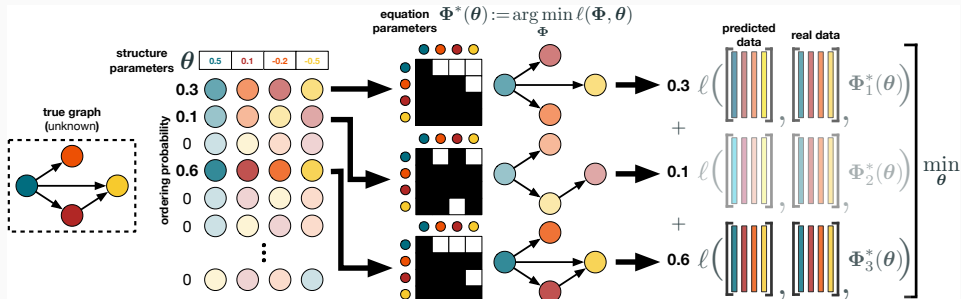 equation
parameters
Φ*(θ) := arg min ℓ(Φ, θ)
Φ
predicted
data
real data
structure
parameters
θ
0.5 0.1 -0.2 -0.5
true graph
(unknown)
ordering probability
0.3
0.1
0
0.6
0
0
0
0.3 ℓ( [ ] , [ ] , Φ*₁(θ) )
+
0.1 ℓ( [ ] , [ ] , Φ*₂(θ) )
+
0.6 ℓ( [ ] , [ ] , Φ*₃(θ) )
min
θ